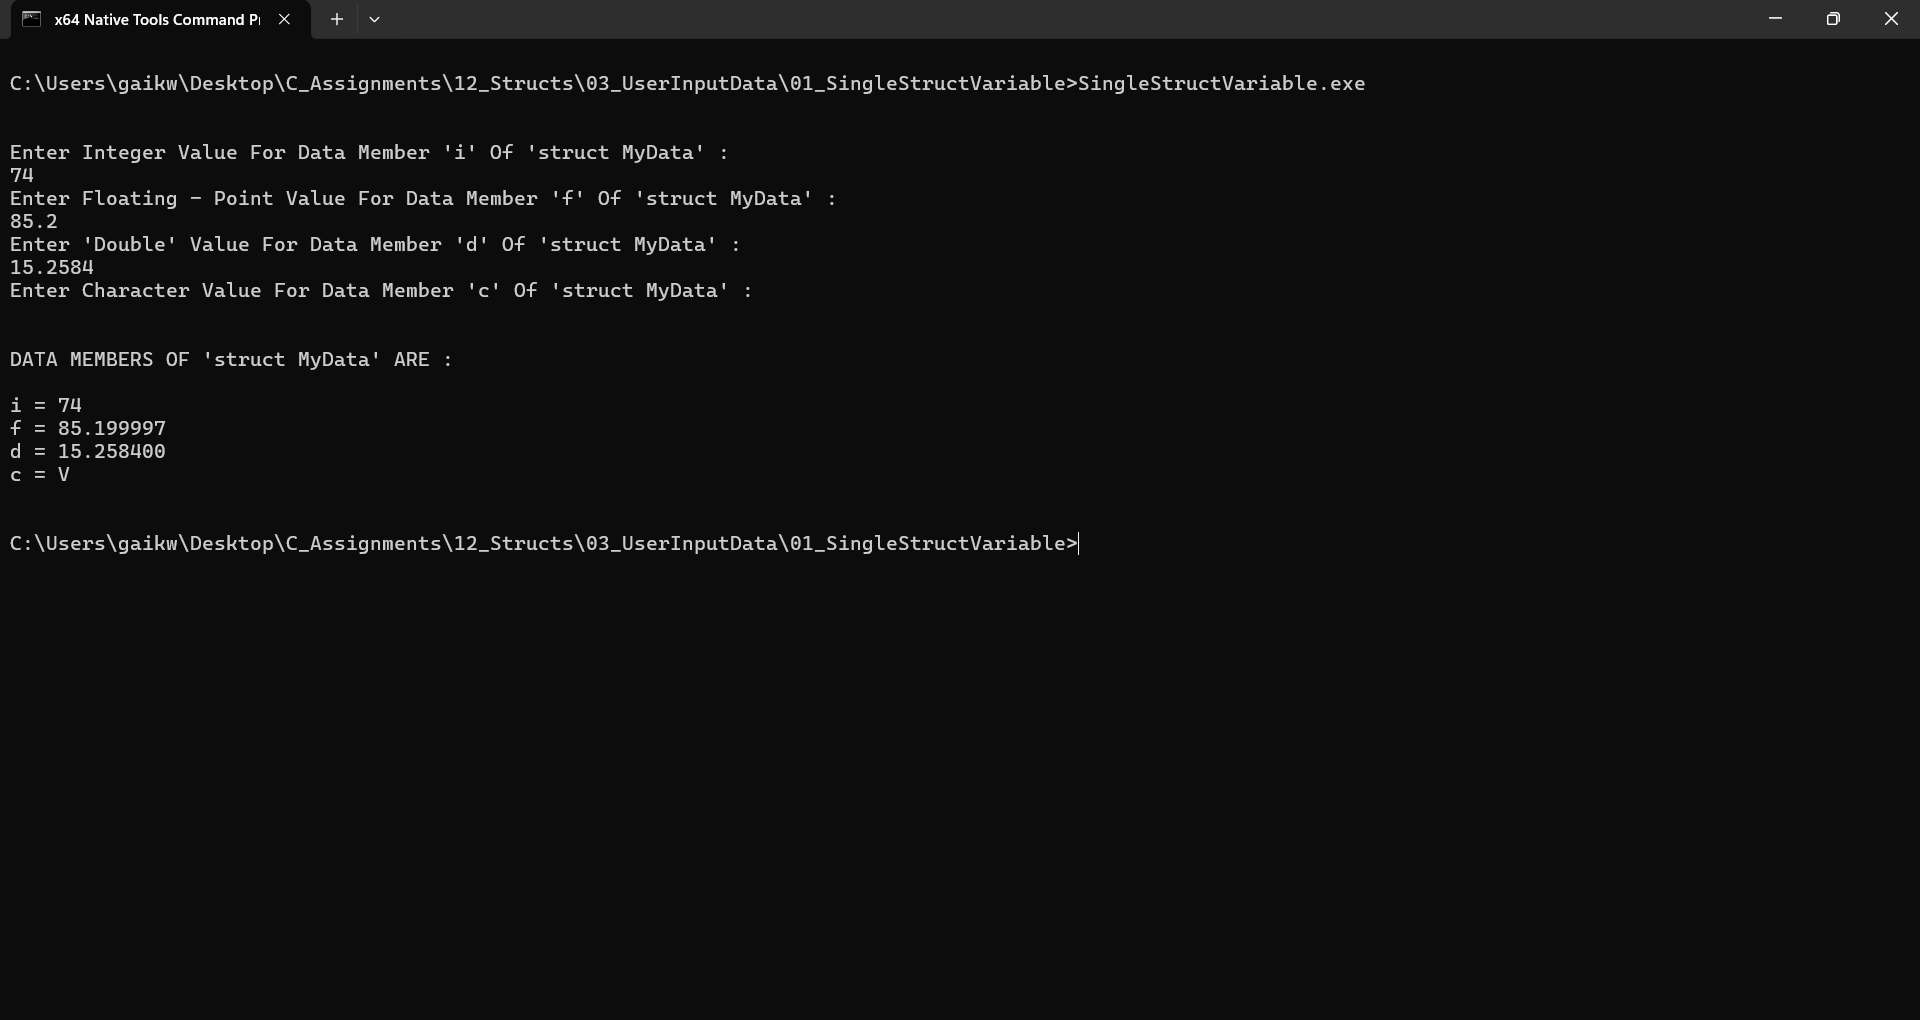 x64 Native Tools Command P
C:\Users\gaikw\Desktop\C_Assignments\12_Structs\03_UserInputData\01_SingleStructVariable>SingleStructVariable.exe
Enter Integer Value For Data Member 'i' Of 'struct MyData' :
74
Enter Floating - Point Value For Data Member 'f' Of 'struct MyData' :
85.2
Enter 'Double' Value For Data Member 'd' Of 'struct MyData' :
15.2584
Enter Character Value For Data Member 'c' Of 'struct MyData' :
DATA MEMBERS OF 'struct MyData' ARE :
i = 74
f = 85.199997
d = 15.258400
c = V
C:\Users\gaikw\Desktop\C_Assignments\12_Structs\03_UserInputData\01_SingleStructVariable>